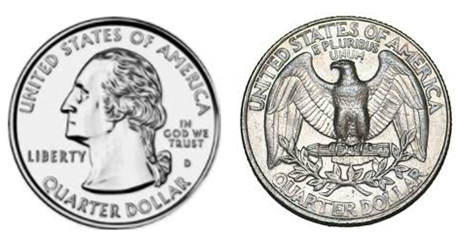 UNITED STATES OF AMERICA
LIBERTY
IN
GOD WE
TRUST
D
QUARTER DOLLAR
UNITED STATES OF AMERICA
E PLURIBUS
UNUM
QUARTER DOLLAR